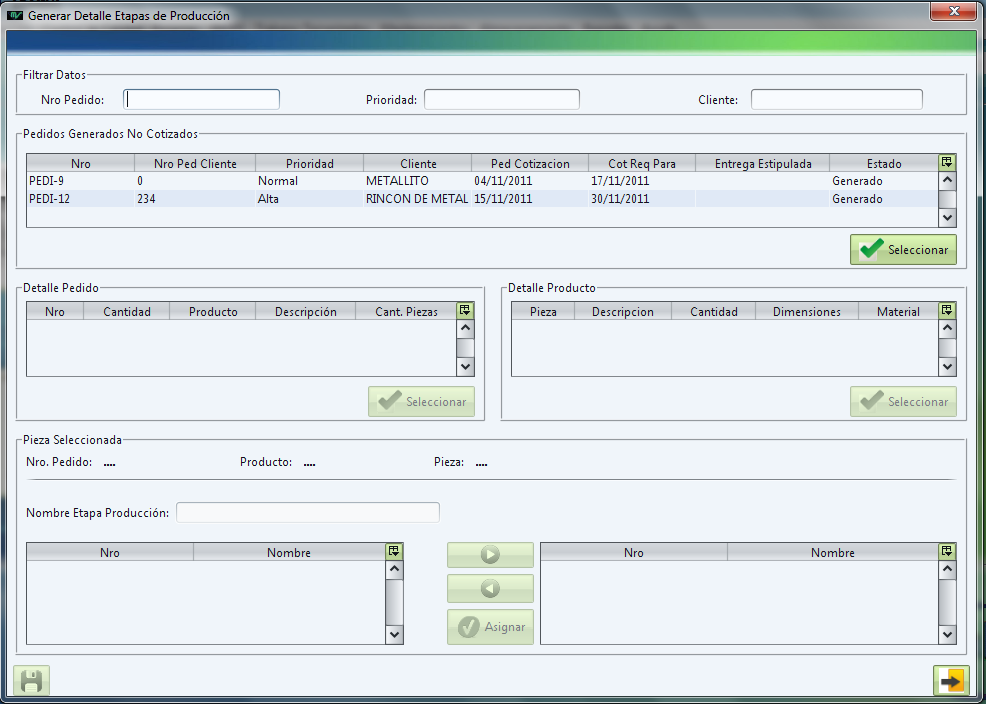 Generar Detalle Etapas de Producción
Filtrar Datos
Nro Pedido: Prioridad: Cliente:
Pedidos Generados No Cotizados
Nro Nro Ped Cliente Prioridad Cliente Ped Cotizacion Cot Req Para Entrega Estipulada Estado
PEDI-9 0 Normal METALLITO 04/11/2011 17/11/2011 Generado
PEDI-12 234 Alta RINCON DE METAL 15/11/2011 30/11/2011 Generado
Seleccionar
Detalle Pedido
Nro Cantidad Producto Descripción Cant. Piezas
Seleccionar
Detalle Producto
Pieza Descripcion Cantidad Dimensiones Material
Seleccionar
Pieza Seleccionada
Nro. Pedido: .... Producto: .... Pieza: ....
Nombre Etapa Producción:
Nro Nombre
Asignar
Nro Nombre